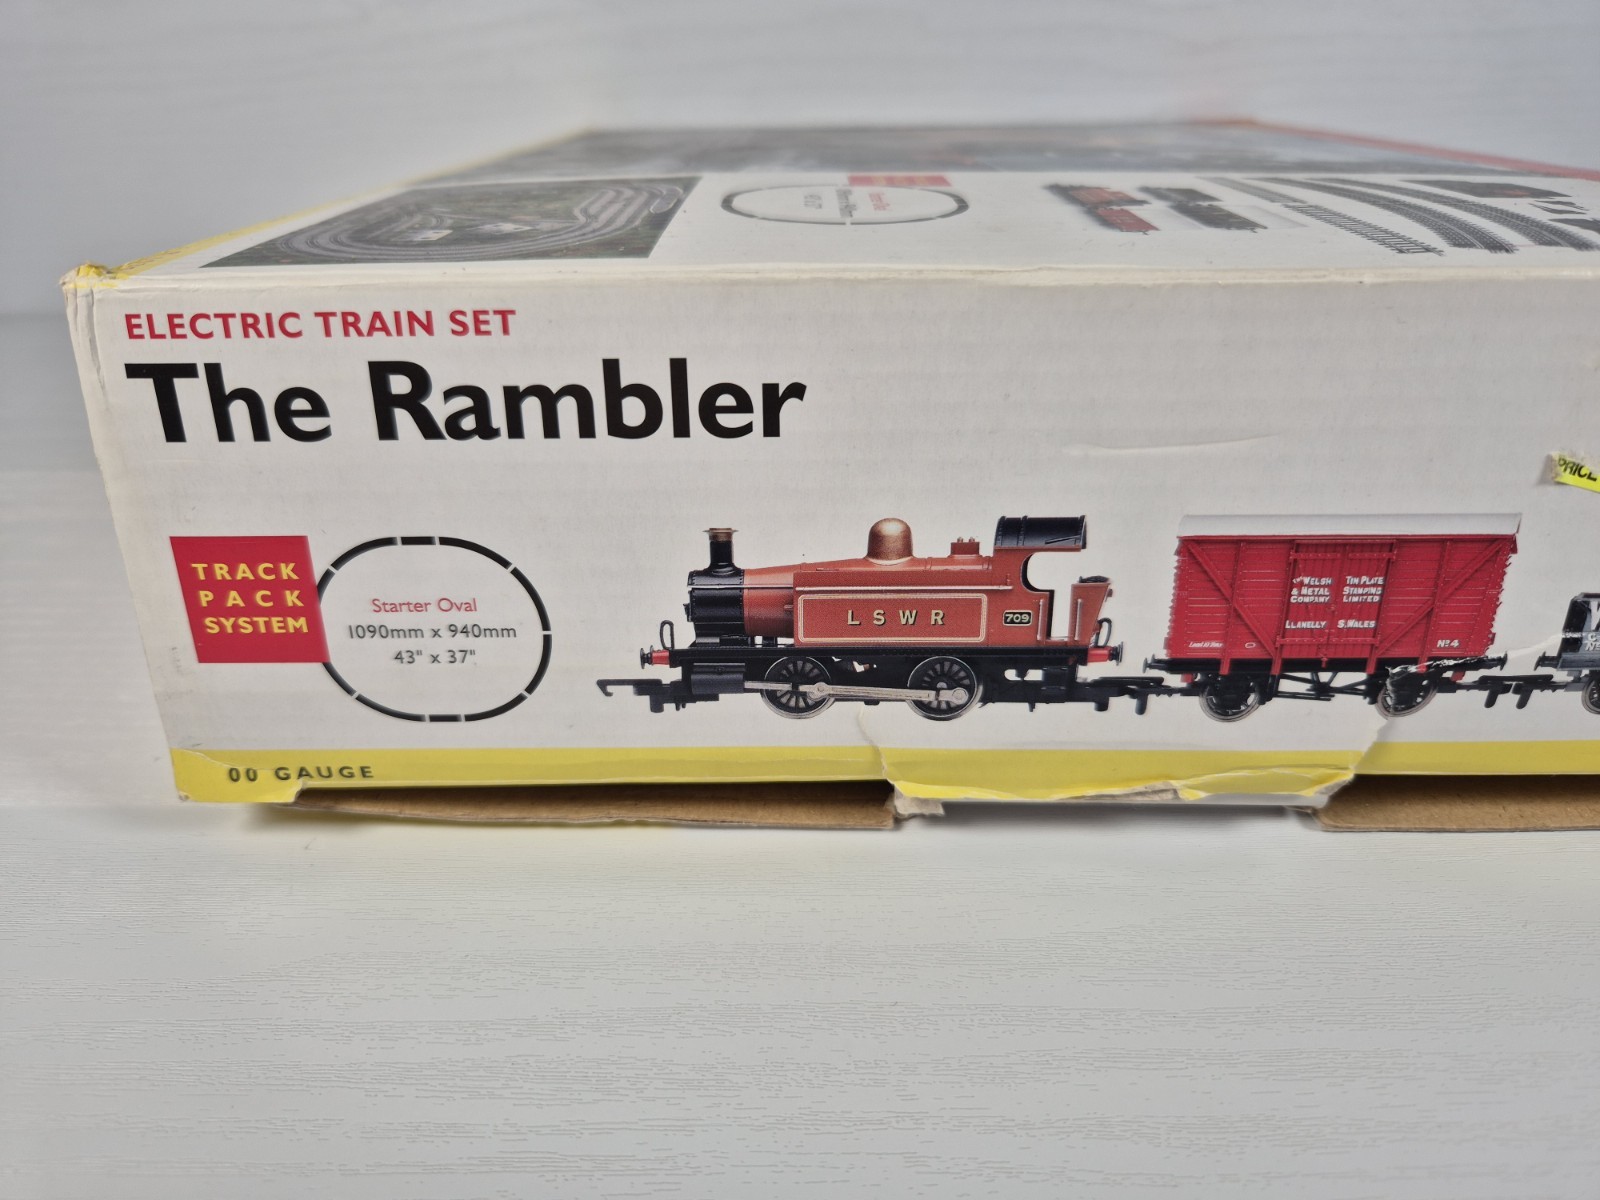 ELECTRIC TRAIN SET
The Rambler
TRACK
PACK
SYSTEM
Starter Oval
1090mm x 940mm
43" x 37"
L S W R
709
THE WELSH TIN PLATE
& METAL STAMPING
COMPANY LIMITED
LLANELLY S. WALES
No 4
PRICE
00 GAUGE